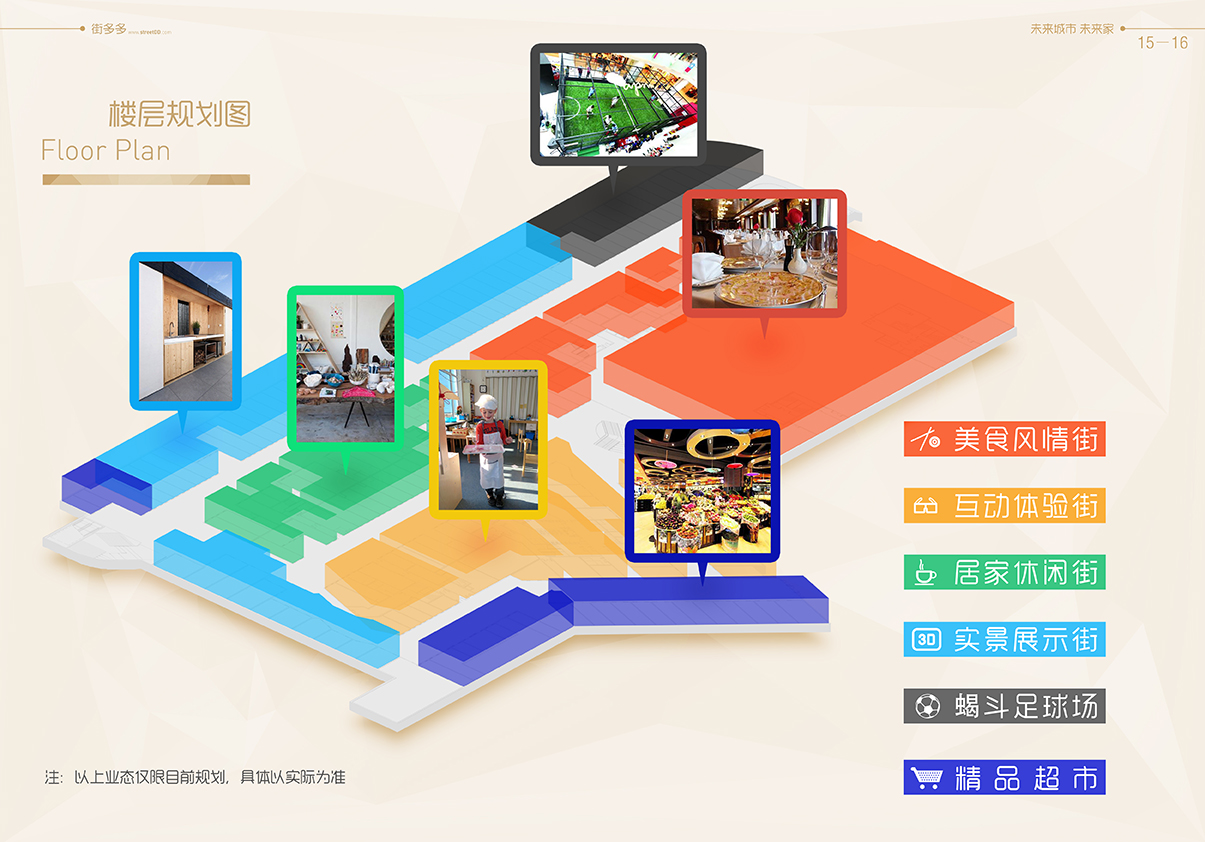 街多多 www.streetDD.com
未来城市 未来家
15—16
楼层规划图
Floor Plan
美食风情街
互动体验街
居家休闲街
3D 实景展示街
蝎斗足球场
精品超市
注：以上业态仅限目前规划，具体以实际为准